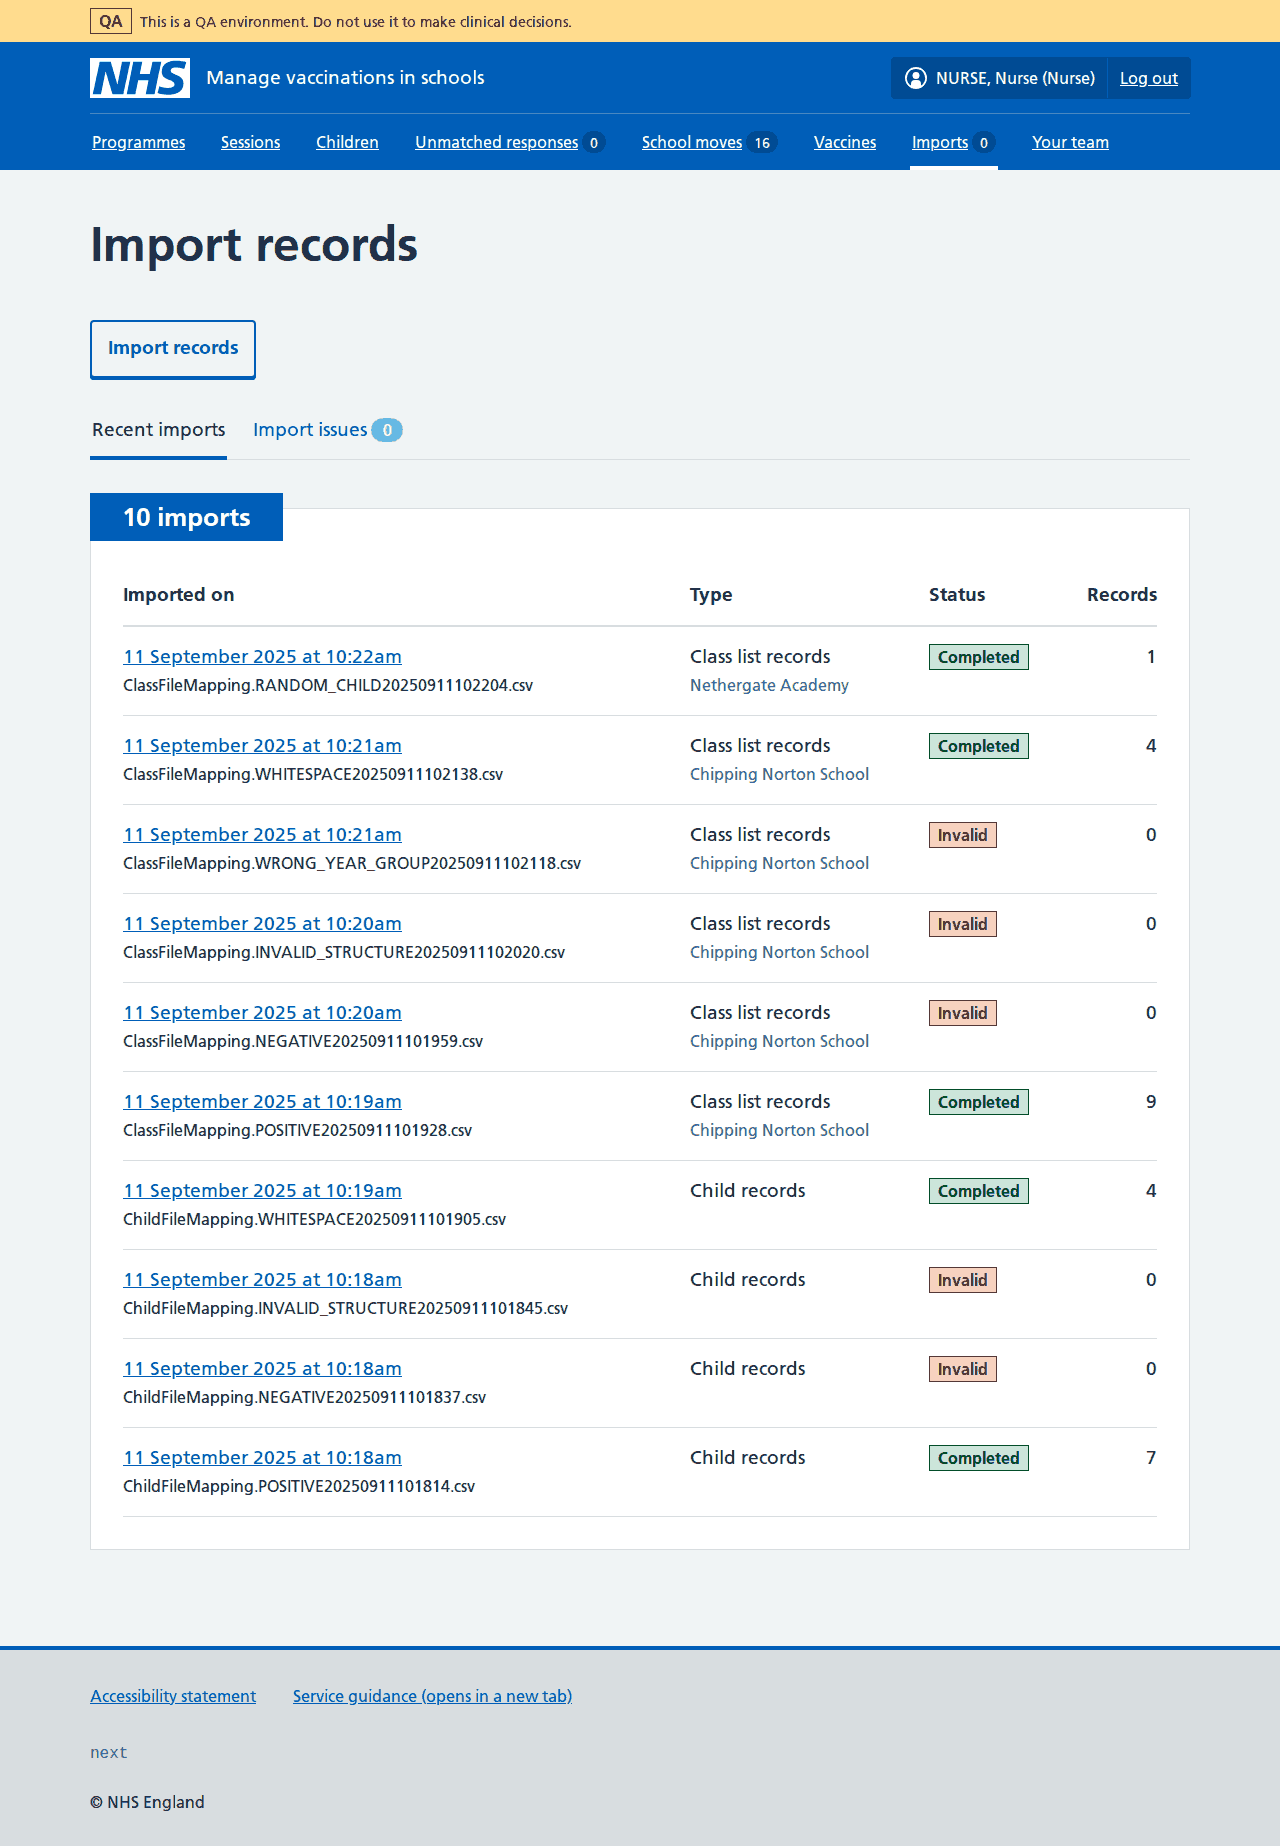 QA This is a QA environment. Do not use it to make clinical decisions.
NHS Manage vaccinations in schools NURSE, Nurse (Nurse) Log out
Programmes Sessions Children Unmatched responses 0 School moves 16 Vaccines Imports 0 Your team
Import records
Import records
Recent imports Import issues 0
10 imports
Imported on Type Status Records
11 September 2025 at 10:22am Class list records Completed 1
ClassFileMapping.RANDOM_CHILD20250911102204.csv Nethergate Academy
11 September 2025 at 10:21am Class list records Completed 4
ClassFileMapping.WHITESPACE20250911102138.csv Chipping Norton School
11 September 2025 at 10:21am Class list records Invalid 0
ClassFileMapping.WRONG_YEAR_GROUP20250911102118.csv Chipping Norton School
11 September 2025 at 10:20am Class list records Invalid 0
ClassFileMapping.INVALID_STRUCTURE20250911102020.csv Chipping Norton School
11 September 2025 at 10:20am Class list records Invalid 0
ClassFileMapping.NEGATIVE20250911101959.csv Chipping Norton School
11 September 2025 at 10:19am Class list records Completed 9
ClassFileMapping.POSITIVE20250911101928.csv Chipping Norton School
11 September 2025 at 10:19am Child records Completed 4
ChildFileMapping.WHITESPACE20250911101905.csv
11 September 2025 at 10:18am Child records Invalid 0
ChildFileMapping.INVALID_STRUCTURE20250911101845.csv
11 September 2025 at 10:18am Child records Invalid 0
ChildFileMapping.NEGATIVE20250911101837.csv
11 September 2025 at 10:18am Child records Completed 7
ChildFileMapping.POSITIVE20250911101814.csv
Accessibility statement Service guidance (opens in a new tab)
next
© NHS England